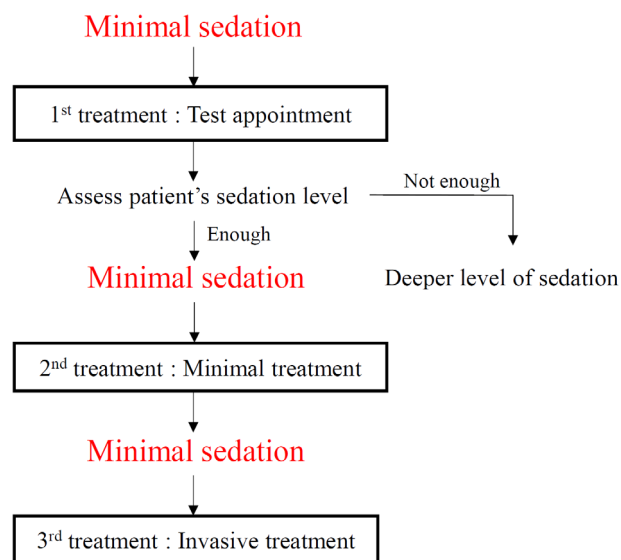 Minimal sedation
1st treatment : Test appointment
Assess patient's sedation level
Not enough
Enough
Minimal sedation
Deeper level of sedation
2nd treatment : Minimal treatment
Minimal sedation
3rd treatment : Invasive treatment